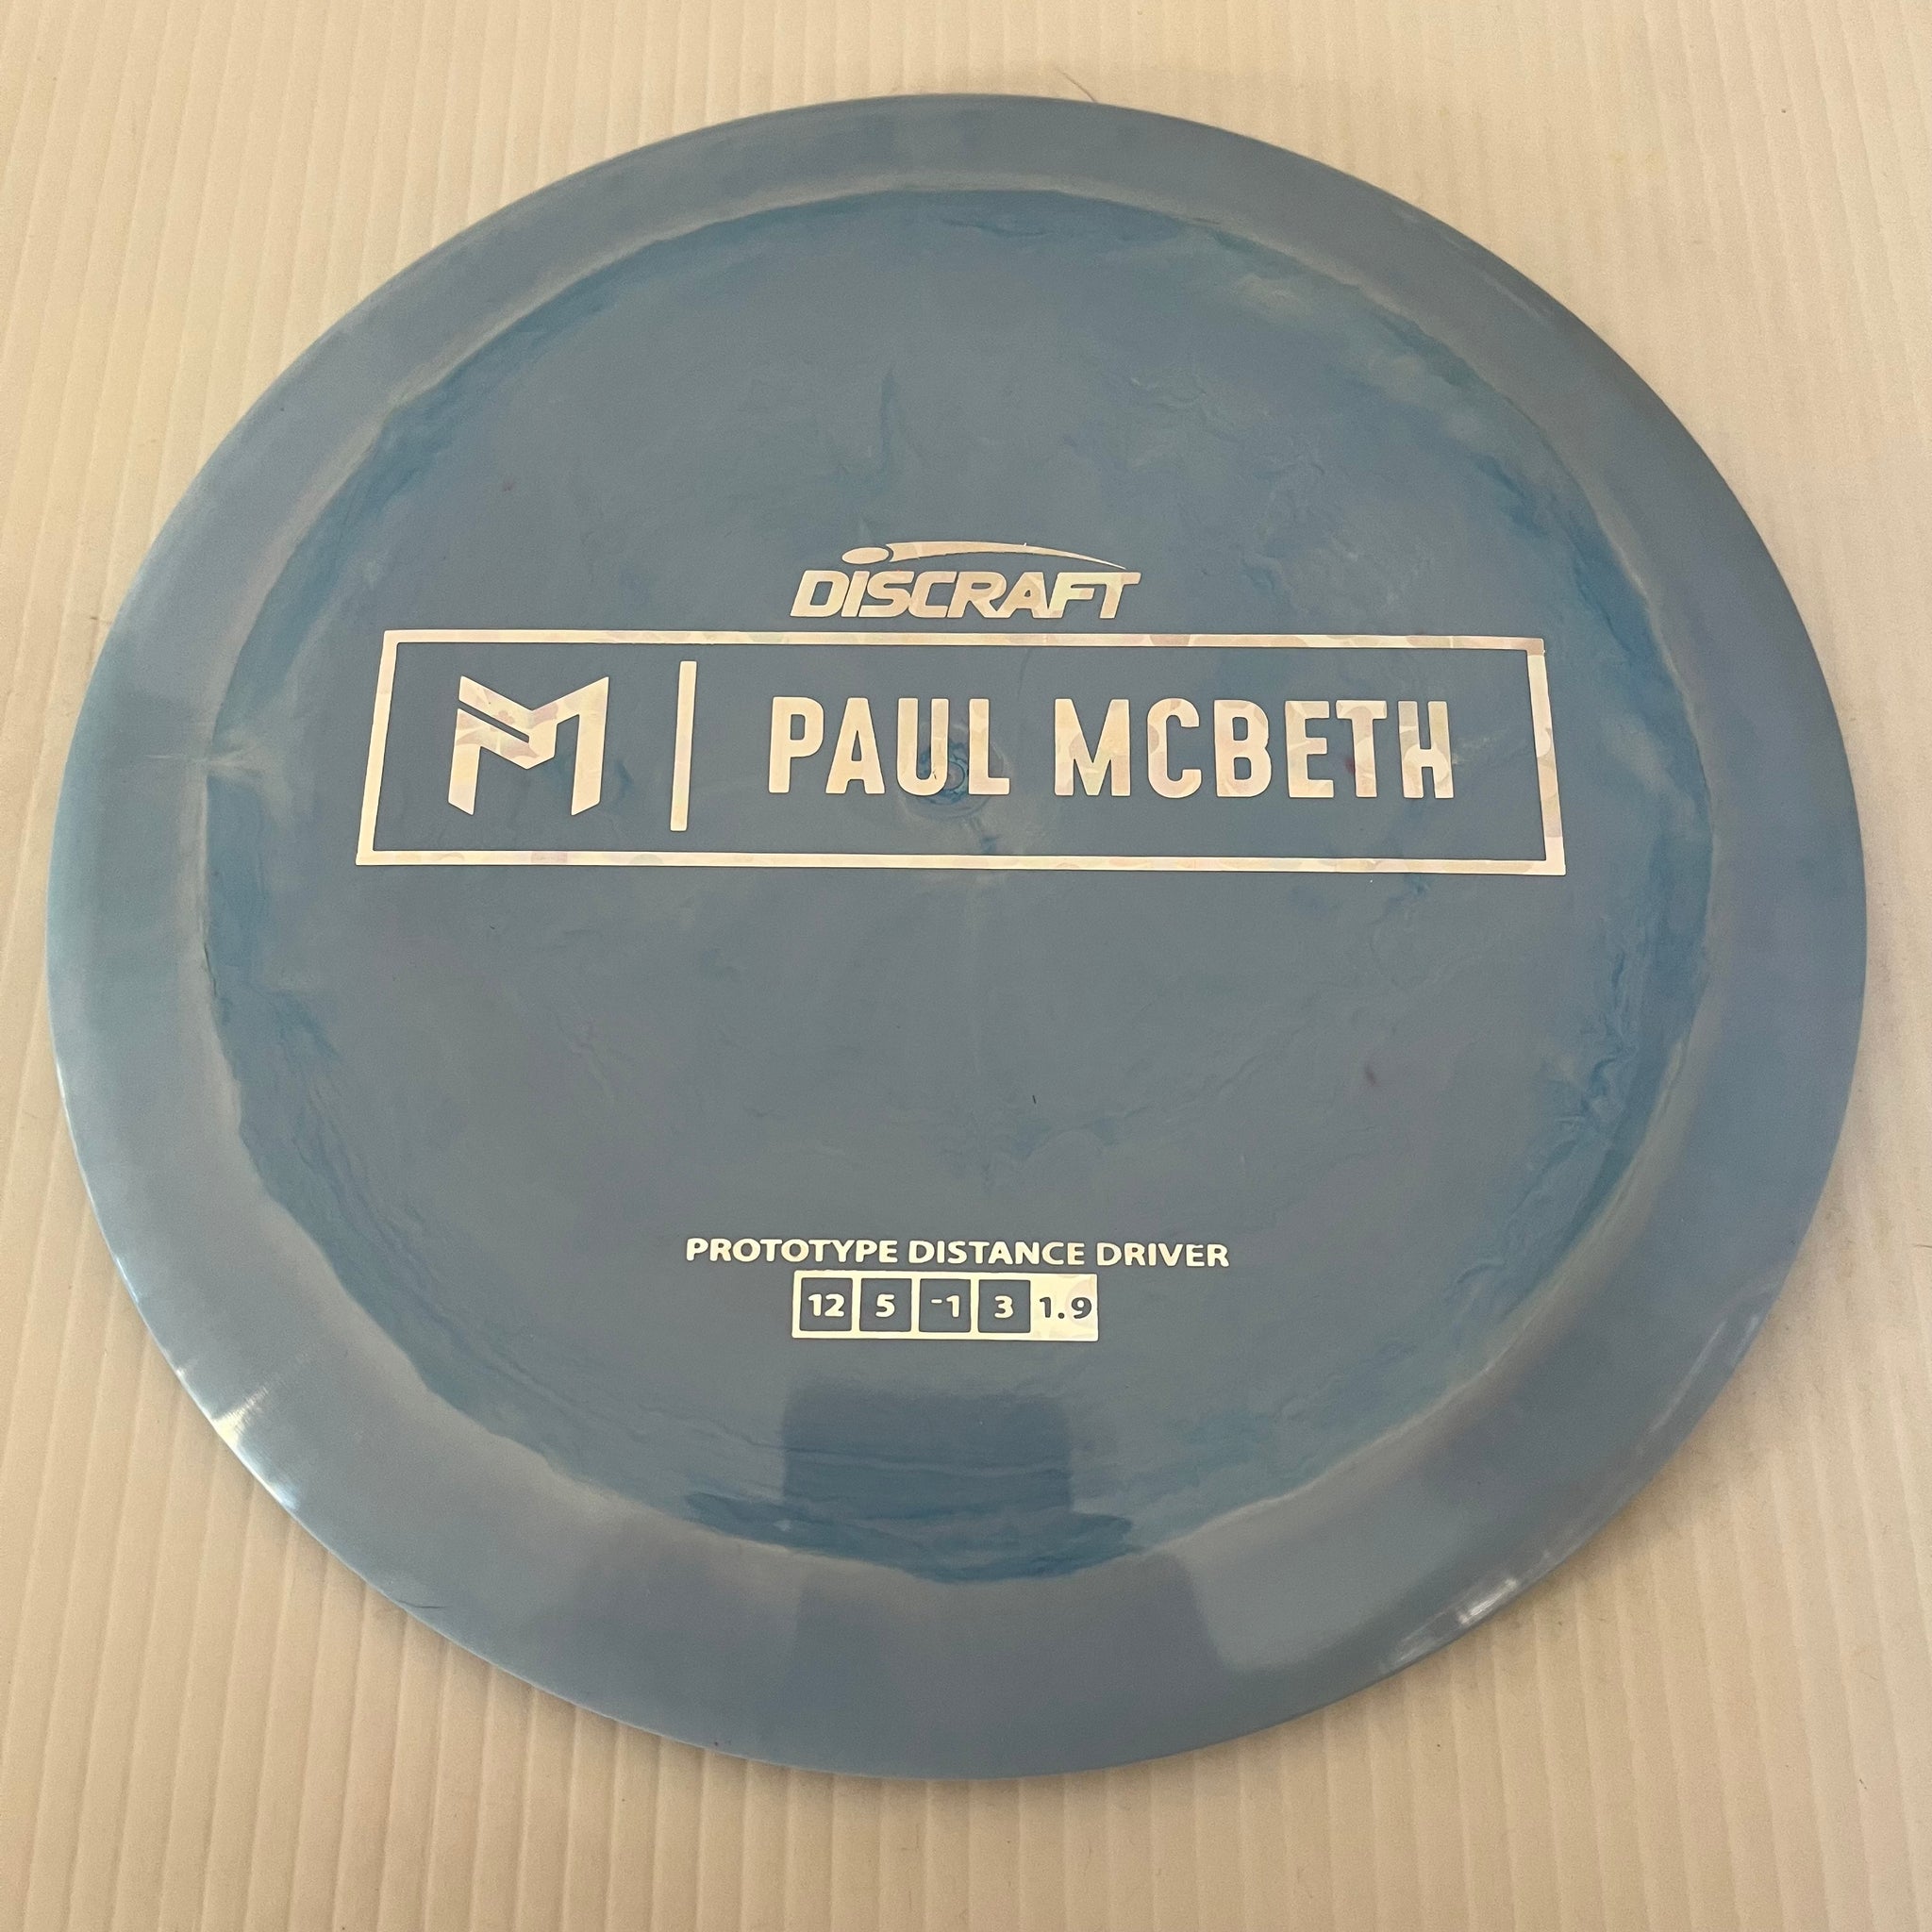 DISCRAFT
M | PAUL MCBETH
PROTOTYPE DISTANCE DRIVER
12 5 -1 3 1.9